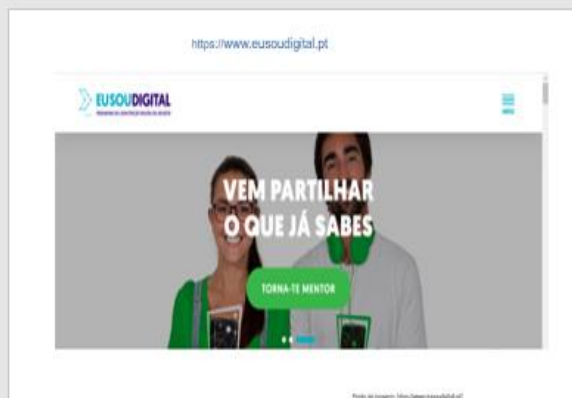 https://www.eusoudigital.pt
EUSOUDIGITAL
VEM PARTILHAR
O QUE JÁ SABES
TORNA-TE MENTOR